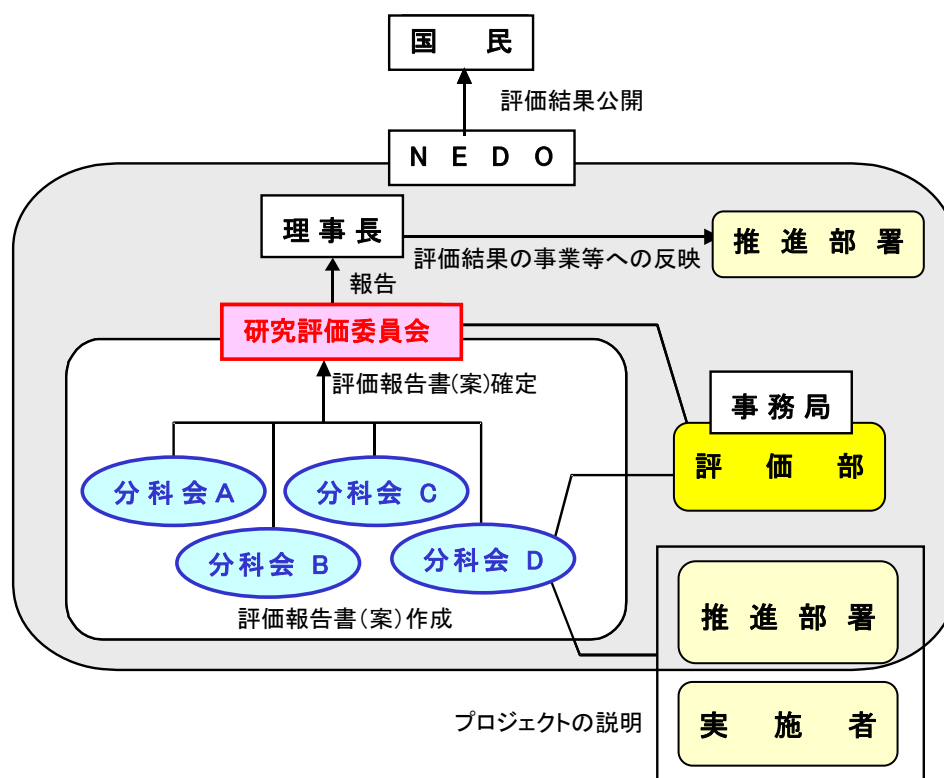 国 民
評価結果公開
N E D O
理事長
推 進 部 署
評価結果の事業等への反映
報告
研究評価委員会
評価報告書(案)確定
事務局
評 価 部
分科会A
分科会 C
分科会 B
分科会 D
評価報告書(案)作成
推 進 部 署
プロジェクトの説明
実 施 者